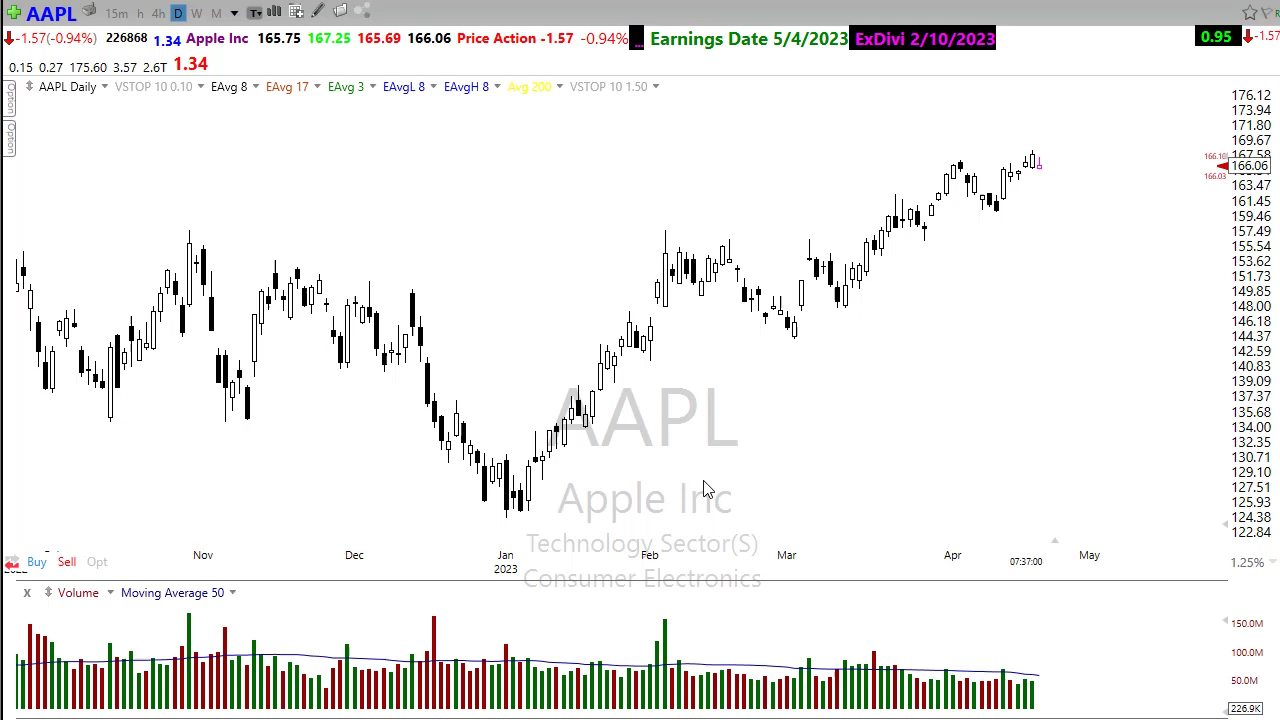 AAPL 15m h 4h D W M T
-1.57(-0.94%) 226868 1.34 Apple Inc 165.75 167.25 165.69 166.06 Price Action -1.57 -0.94% ... Earnings Date 5/4/2023 ExDivi 2/10/2023 0.95 -1.57
0.15 0.27 175.60 3.57 2.6T 1.34
AAPL Daily VSTOP 10 0.10 EAvg 8 EAvg 17 EAvg 3 EAvgL 8 EAvgH 8 Avg 200 VSTOP 10 1.50
Option
Option
176.12
173.94
171.80
169.67
167.58
166.10
166.06
166.03
163.47
161.45
159.46
157.49
155.54
153.62
151.73
149.85
148.00
146.18
144.37
142.59
140.83
139.09
137.37
135.68
134.00
132.35
130.71
129.10
127.51
125.93
124.38
122.84
AAPL
Apple Inc
Technology Sector(S)
Consumer Electronics
Nov Dec Jan Feb Mar Apr May
2023
07:37:00
Buy Sell Opt
1.25%
X Volume Moving Average 50
150.0M
100.0M
50.0M
226.9K